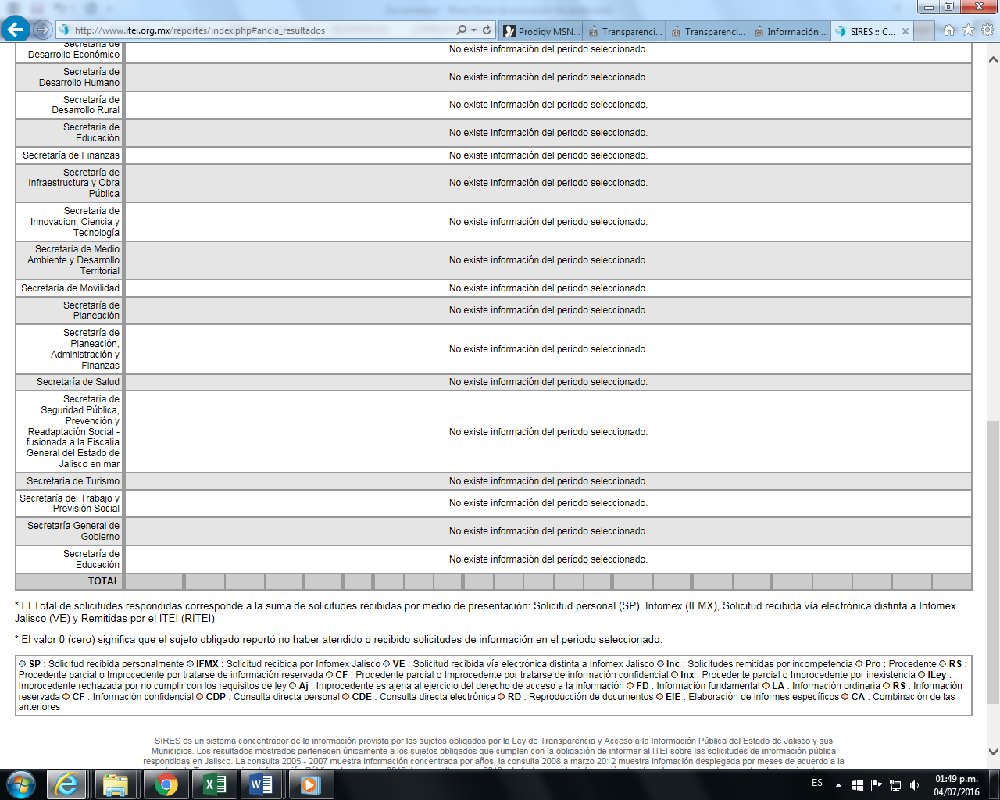 http://www.itei.org.mx/reportes/index.php#ancla_resultados
Prodigy MSN...
Transparenci...
Transparenci...
Información ...
SIRES :: C...
Secretaría de
Desarrollo Económico
No existe información del periodo seleccionado.
Secretaría de
Desarrollo Humano
No existe información del periodo seleccionado.
Secretaría de
Desarrollo Rural
No existe información del periodo seleccionado.
Secretaría de
Educación
No existe información del periodo seleccionado.
Secretaría de Finanzas
No existe información del periodo seleccionado.
Secretaría de
Infraestructura y Obra
Pública
No existe información del periodo seleccionado.
Secretaria de
Innovacion, Ciencia y
Tecnología
No existe información del periodo seleccionado.
Secretaría de Medio
Ambiente y Desarrollo
Territorial
No existe información del periodo seleccionado.
Secretaría de Movilidad
No existe información del periodo seleccionado.
Secretaría de
Planeación
No existe información del periodo seleccionado.
Secretaría de
Planeación,
Administración y
Finanzas
No existe información del periodo seleccionado.
Secretaría de Salud
No existe información del periodo seleccionado.
Secretaría de
Seguridad Pública,
Prevención y
Readaptación Social -
fusionada a la Fiscalía
General del Estado de
Jalisco en mar
No existe información del periodo seleccionado.
Secretaría de Turismo
No existe información del periodo seleccionado.
Secretaría del Trabajo y
Previsión Social
No existe información del periodo seleccionado.
Secretaría General de
Gobierno
No existe información del periodo seleccionado.
Secretaría de
Educación
No existe información del periodo seleccionado.
TOTAL
* El Total de solicitudes respondidas corresponde a la suma de solicitudes recibidas por medio de presentación: Solicitud personal (SP), Infomex (IFMX), Solicitud recibida vía electrónica distinta a Infomex
Jalisco (VE) y Remitidas por el ITEI (RITEI)
* El valor 0 (cero) significa que el sujeto obligado reportó no haber atendido o recibido solicitudes de información en el periodo seleccionado.
SP : Solicitud recibida personalmente IFMX : Solicitud recibida por Infomex Jalisco VE : Solicitud recibida vía electrónica distinta a Infomex Jalisco Inc : Solicitudes remitidas por incompetencia Pro : Procedente RS :
Procedente parcial o Improcedente por tratarse de información reservada CF : Procedente parcial o Improcedente por tratarse de información confidencial Inx : Procedente parcial o Improcedente por inexistencia ILey :
Improcedente rechazada por no cumplir con los requisitos de ley Aj : Improcedente es ajena al ejercicio del derecho de acceso a la información FD : Información fundamental LA : Información ordinaria RS : Información
reservada CF : Información confidencial CDP : Consulta directa personal CDE : Consulta directa electrónica RD : Reproducción de documentos EIE : Elaboración de informes específicos CA : Combinación de las
anteriores
SIRES es un sistema concentrador de la información provista por los sujetos obligados por la Ley de Transparencia y Acceso a la Información Pública del Estado de Jalisco y sus
Municipios. Los resultados mostrados pertenecen únicamente a los sujetos obligados que cumplen con la obligación de informar al ITEI sobre las solicitudes de información pública
respondidas en Jalisco. La consulta 2005 - 2007 muestra información concentrada por años, la consulta 2008 a marzo 2012 muestra infomación desplegada por meses de acuerdo a la
ES
01:49 p.m.
04/07/2016